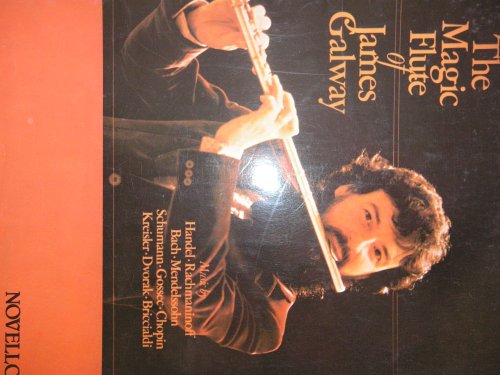 The
Magic
Flute
of
James
Galway
Music by
Handel·Rachmaninoff
Bach·Mendelssohn
Schumann·Gossec·Chopin
Kreisler·Dvorak·Briccialdi
NOVELLO